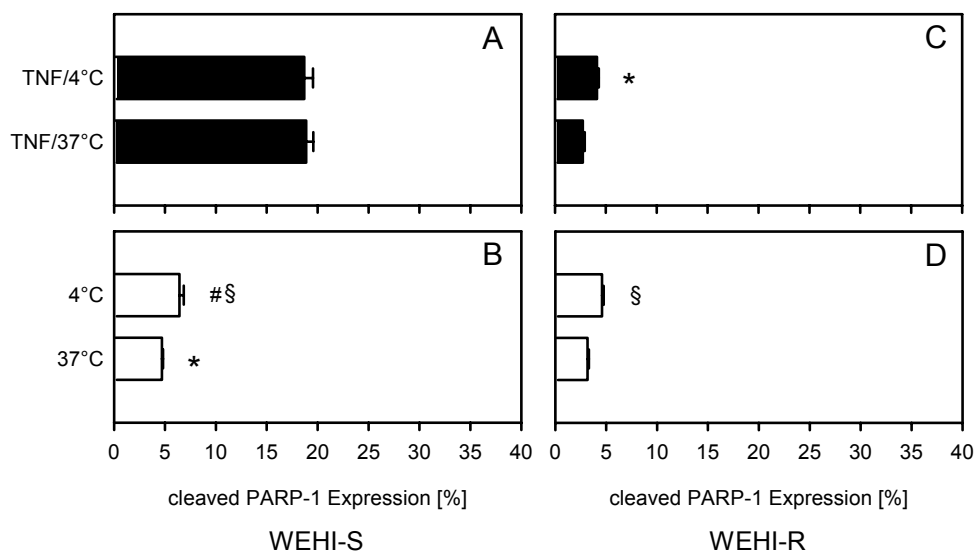 A
C
TNF/4°C
*
TNF/37°C
B
D
4°C
#§
§
37°C
*
0 5 10 15 20 25 30 35 40 0 5 10 15 20 25 30 35 40
cleaved PARP-1 Expression [%] cleaved PARP-1 Expression [%]
WEHI-S WEHI-R